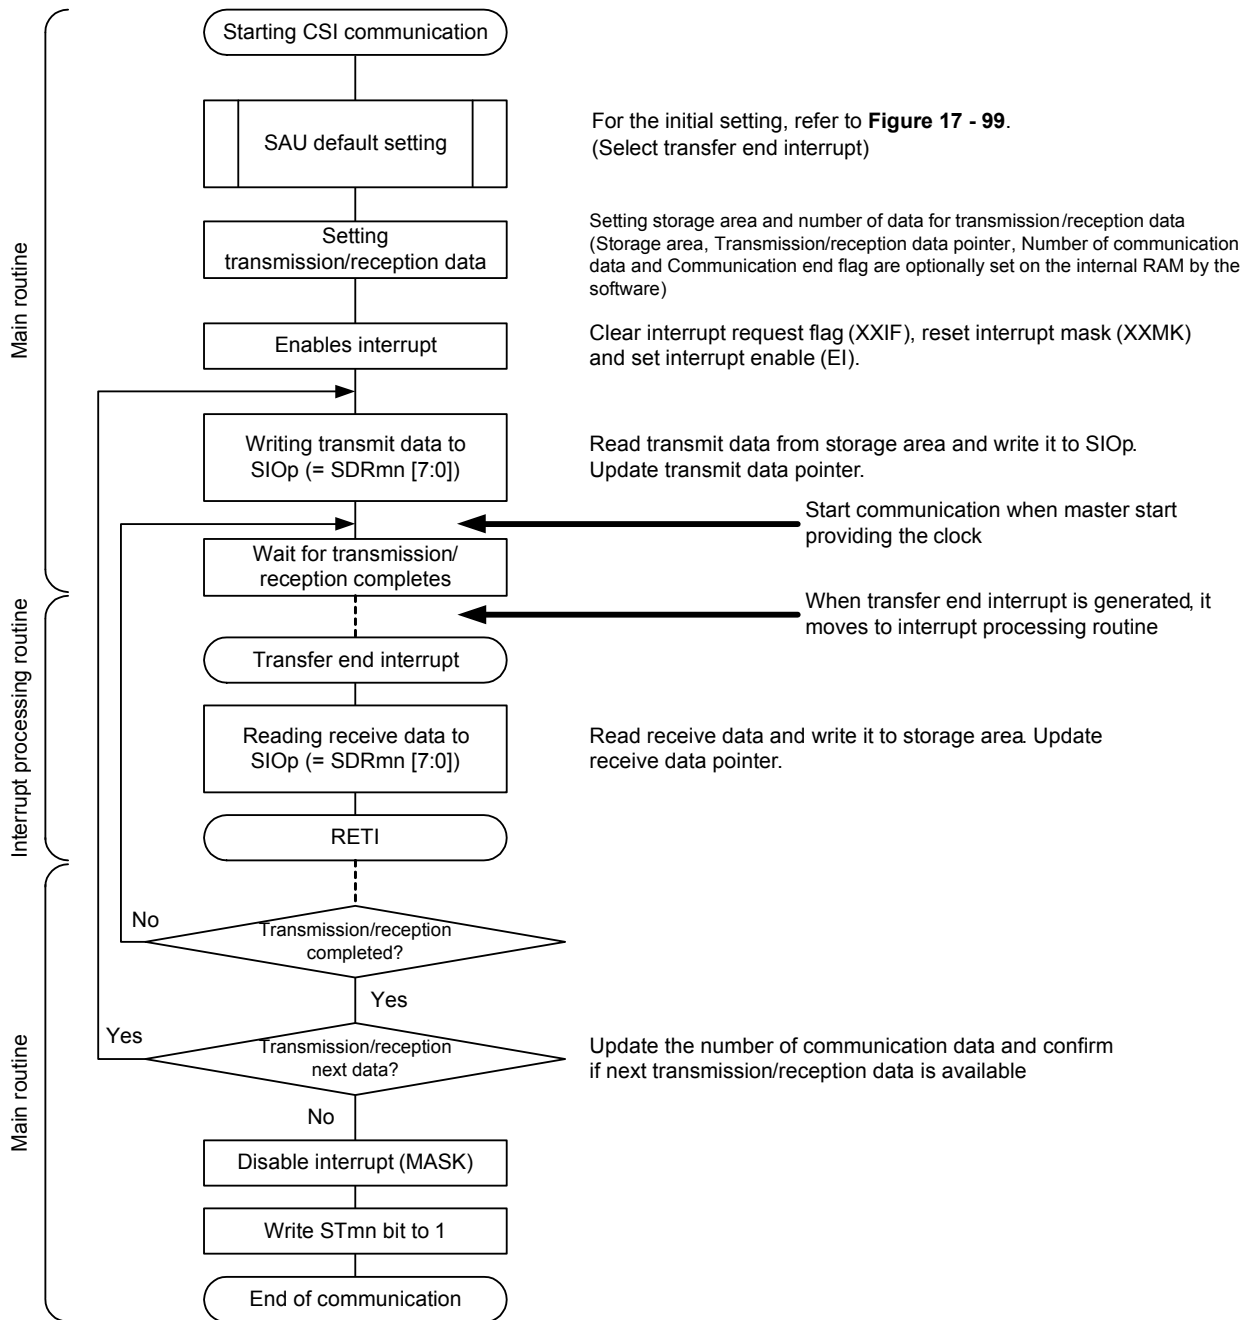 Starting CSI communication
SAU default setting
For the initial setting, refer to Figure 17 - 99.
(Select transfer end interrupt)
Setting
transmission/reception data
Setting storage area and number of data for transmission/reception data
(Storage area, Transmission/reception data pointer, Number of communication
data and Communication end flag are optionally set on the internal RAM by the
software)
Main routine
Enables interrupt
Clear interrupt request flag (XXIF), reset interrupt mask (XXMK)
and set interrupt enable (EI).
Writing transmit data to
SIOp (= SDRmn [7:0])
Read transmit data from storage area and write it to SIOp.
Update transmit data pointer.
Start communication when master start
providing the clock
Wait for transmission/
reception completes
When transfer end interrupt is generated, it
moves to interrupt processing routine
Interrupt processing routine
Transfer end interrupt
Reading receive data to
SIOp (= SDRmn [7:0])
Read receive data and write it to storage area. Update
receive data pointer.
RETI
No
Transmission/reception
completed?
Yes
Main routine
Yes
Transmission/reception
next data?
Update the number of communication data and confirm
if next transmission/reception data is available
No
Disable interrupt (MASK)
Write STmn bit to 1
End of communication